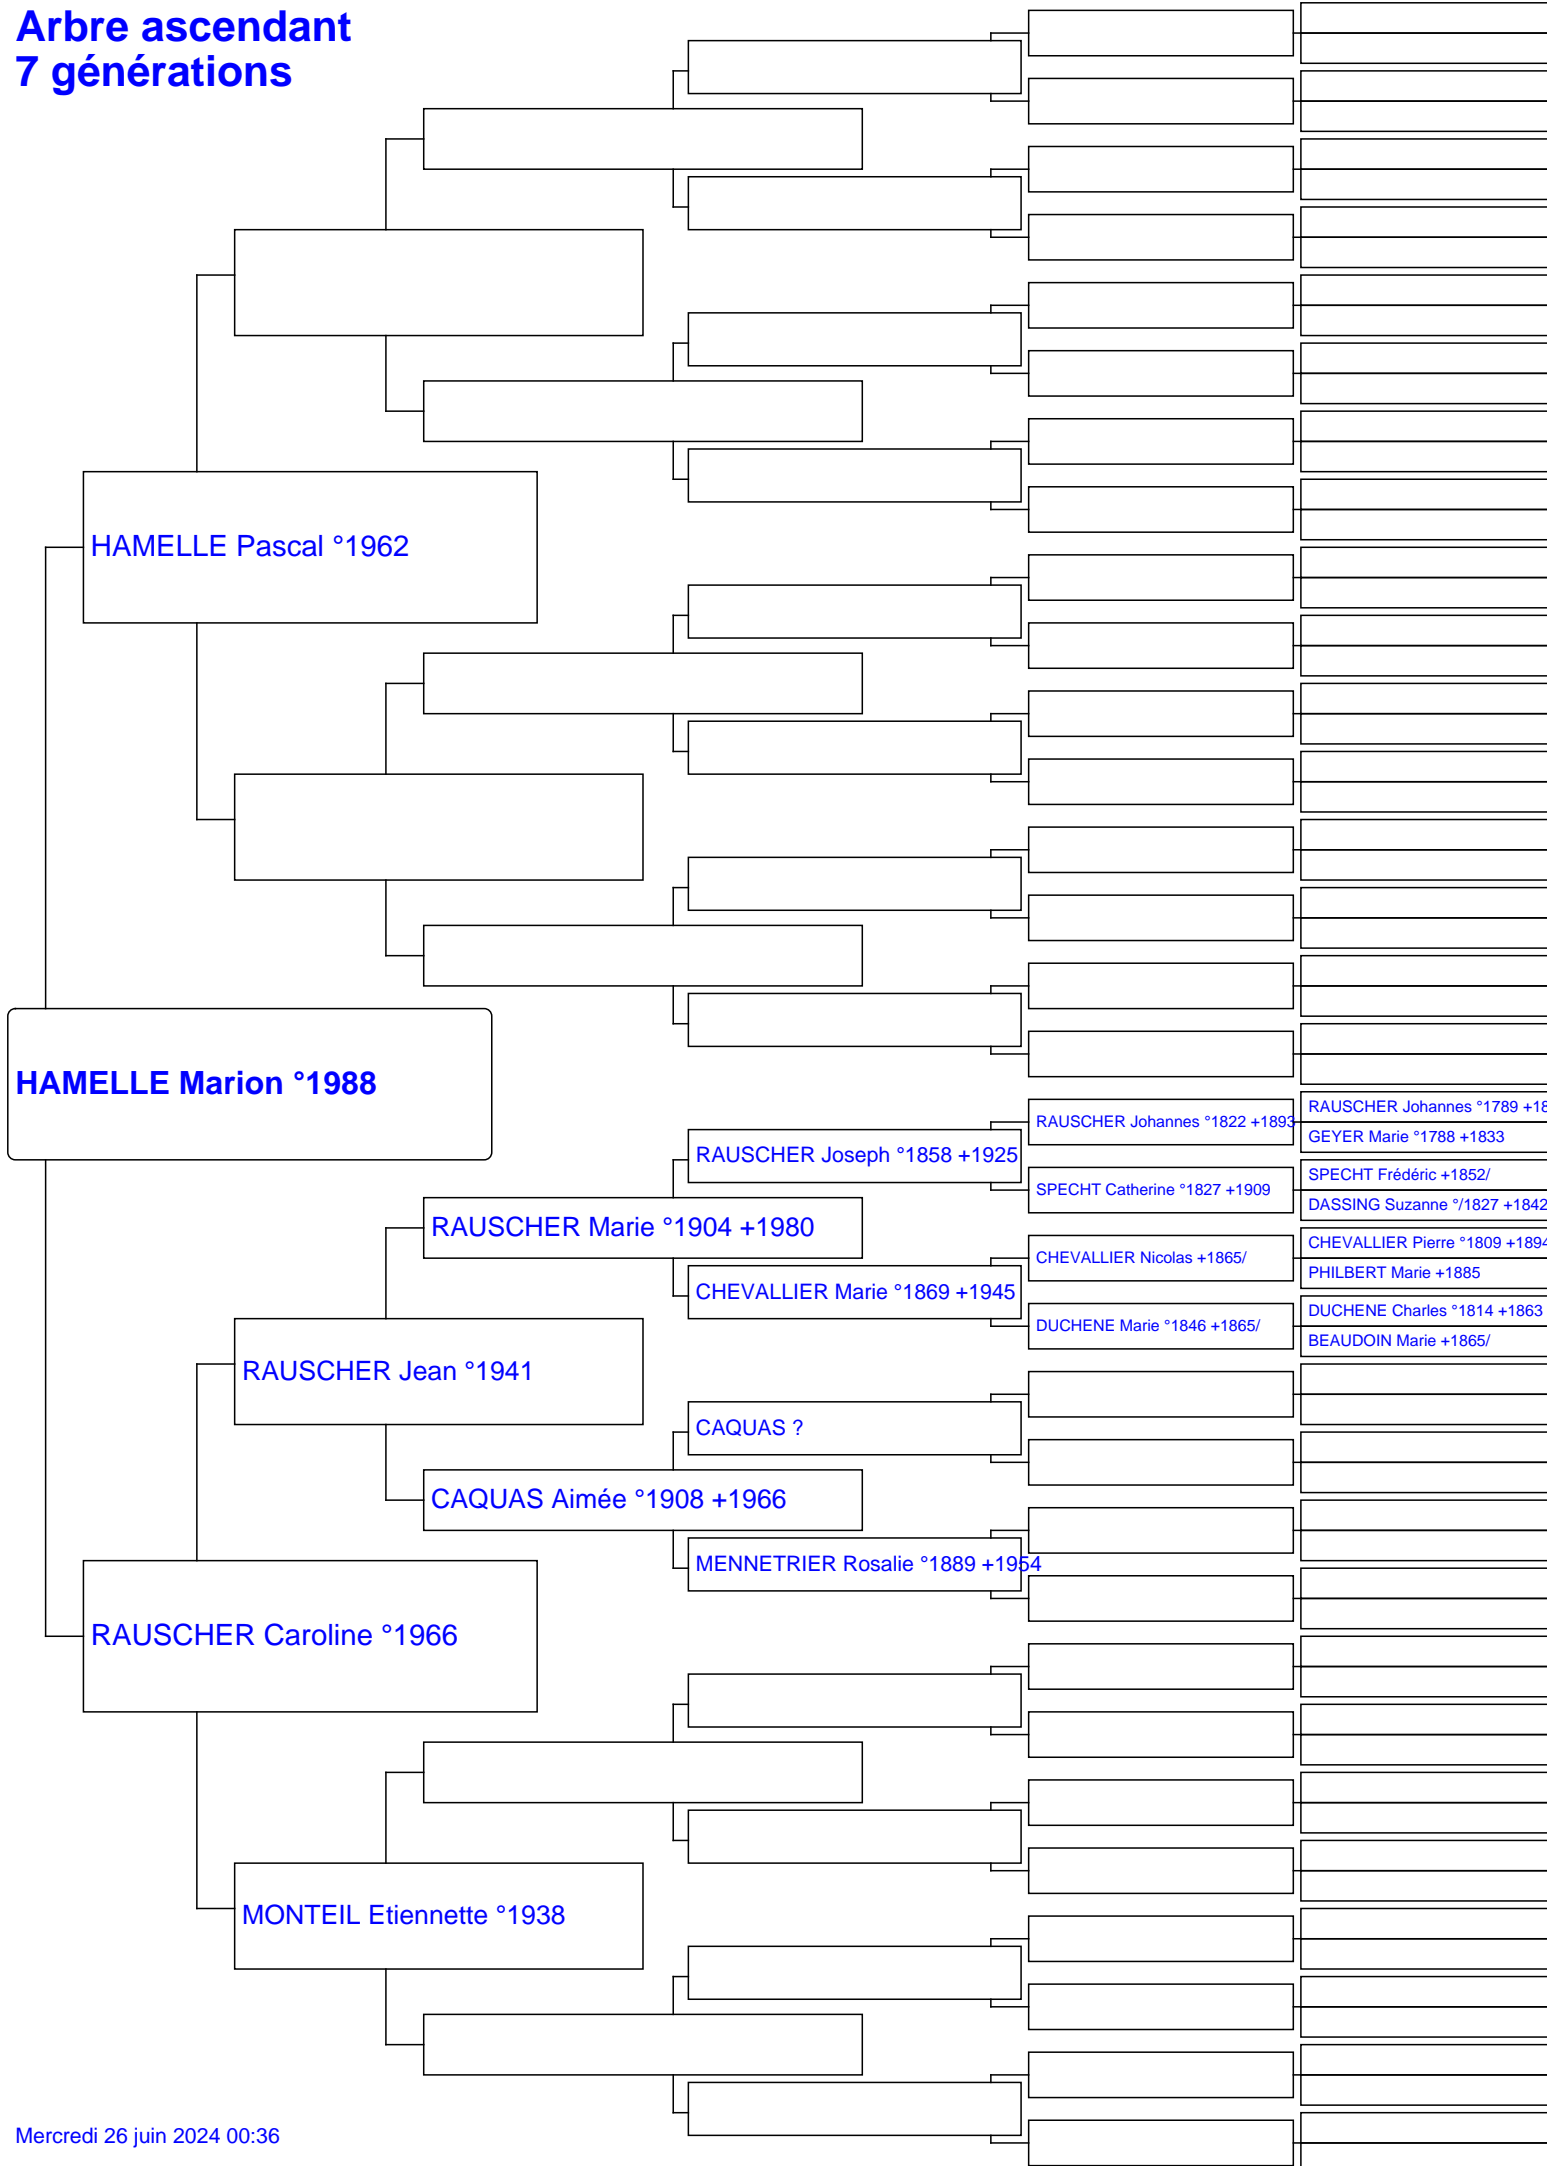 Arbre ascendant
7 générations
HAMELLE Pascal °1962
HAMELLE Marion °1988
RAUSCHER Johannes °1822 +1893
RAUSCHER Johannes °1789 +18
GEYER Marie °1788 +1833
RAUSCHER Joseph °1858 +1925
SPECHT Catherine °1827 +1909
SPECHT Frédéric +1852/
DASSING Suzanne °/1827 +1842
RAUSCHER Marie °1904 +1980
CHEVALLIER Nicolas +1865/
CHEVALLIER Pierre °1809 +1894
PHILBERT Marie +1885
CHEVALLIER Marie °1869 +1945
DUCHENE Marie °1846 +1865/
DUCHENE Charles °1814 +1863
BEAUDOIN Marie +1865/
RAUSCHER Jean °1941
CAQUAS ?
CAQUAS Aimée °1908 +1966
MENNETRIER Rosalie °1889 +1954
RAUSCHER Caroline °1966
MONTEIL Etiennette °1938
Mercredi 26 juin 2024 00:36